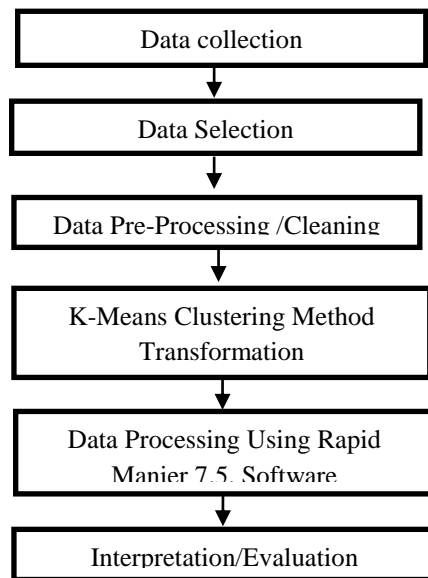 Data collection
Data Selection
Data Pre-Processing /Cleaning
K-Means Clustering Method
Transformation
Data Processing Using Rapid
Manier 7.5. Software
Interpretation/Evaluation